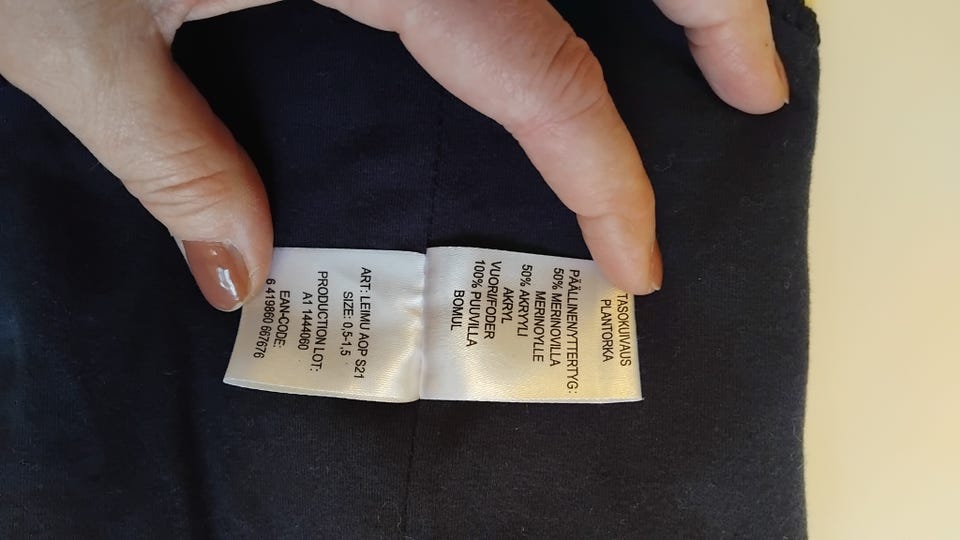 TASOKUIVAUS
PLANTORKA
PÄÄLLINEN/YTTERTYG:
50% MERINOVILLA
MERINOYLLE
50% AKRYYLI
AKRYL
VUORI/FODER
100% PUUVILLA
BOMUL
ART: LEIMU AOP S21
SIZE: 0,5-1,5
PRODUCTION LOT:
A1 1444060
EAN-CODE:
6 419860 667676